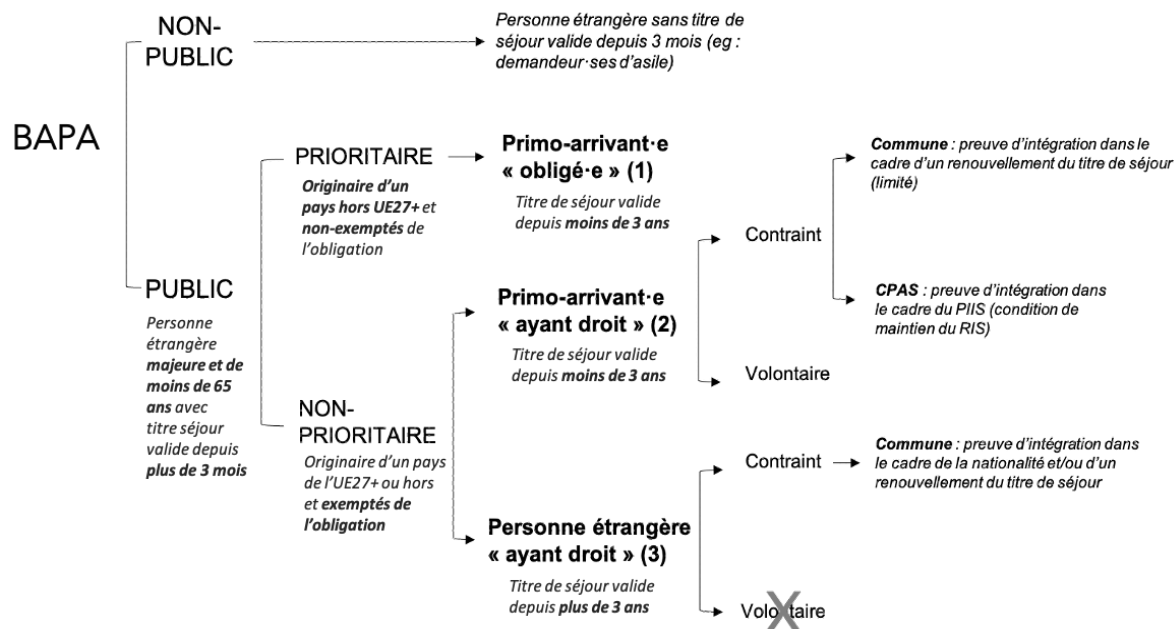 NON-
PUBLIC
Personne étrangère sans titre de
séjour valide depuis 3 mois (eg :
demandeur·ses d'asile)
BAPA
PUBLIC
Personne
étrangère
majeure et de
moins de 65
ans avec
titre séjour
valide depuis
plus de 3 mois
PRIORITAIRE
Originaire d'un
pays hors UE27+ et
non-exemptés de
l'obligation
Primo-arrivant·e
« obligé·e » (1)
Titre de séjour valide
depuis moins de 3 ans
NON-
PRIORITAIRE
Originaire d'un pays
de l'UE27+ ou hors
et exemptés de
l'obligation
Primo-arrivant·e
« ayant droit » (2)
Titre de séjour valide
depuis moins de 3 ans
Contraint
Commune : preuve d'intégration dans le
cadre d'un renouvellement du titre de séjour
(limité)
CPAS : preuve d'intégration dans
le cadre du PIIS (condition de
maintien du RIS)
Volontaire
Personne étrangère
« ayant droit » (3)
Titre de séjour valide
depuis plus de 3 ans
Contraint
Commune : preuve d'intégration dans
le cadre de la nationalité et/ou d'un
renouvellement du titre de séjour
Volontaire
X